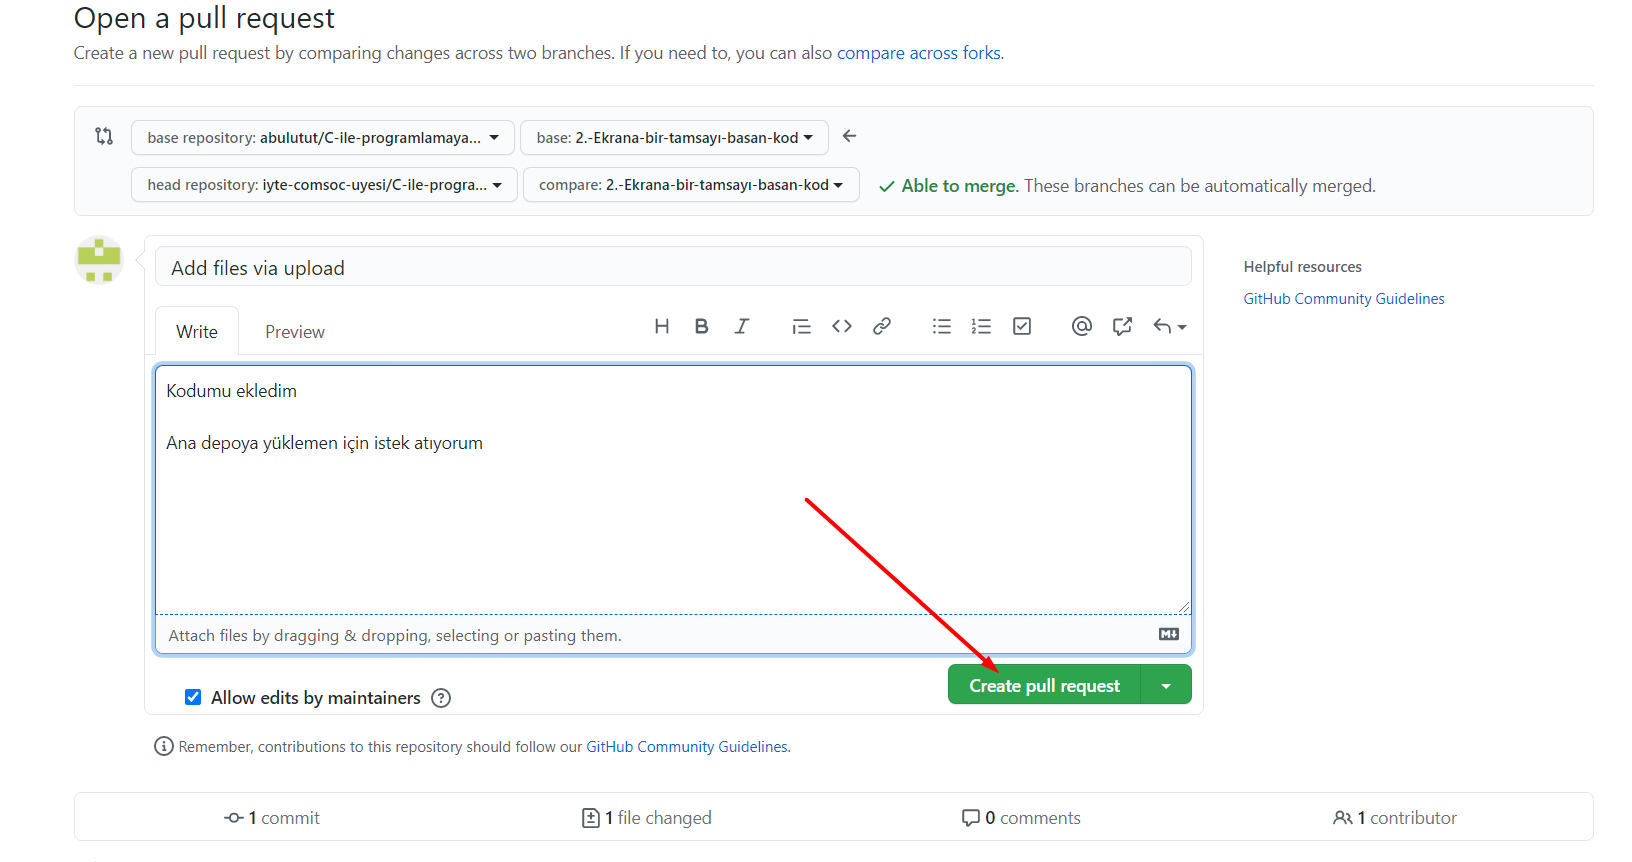 Open a pull request
Create a new pull request by comparing changes across two branches. If you need to, you can also compare across forks.
base repository: abulutut/C-ile-programlamaya... base: 2.-Ekrana-bir-tamsayı-basan-kod
head repository: iyte-comsoc-uyesi/C-ile-progra... compare: 2.-Ekrana-bir-tamsayı-basan-kod Able to merge. These branches can be automatically merged.
Add files via upload
Helpful resources
GitHub Community Guidelines
Write Preview
Kodumu ekledim
Ana depoya yüklemen için istek atıyorum
Attach files by dragging & dropping, selecting or pasting them.
Create pull request
Allow edits by maintainers
Remember, contributions to this repository should follow our GitHub Community Guidelines.
1 commit 1 file changed 0 comments 1 contributor